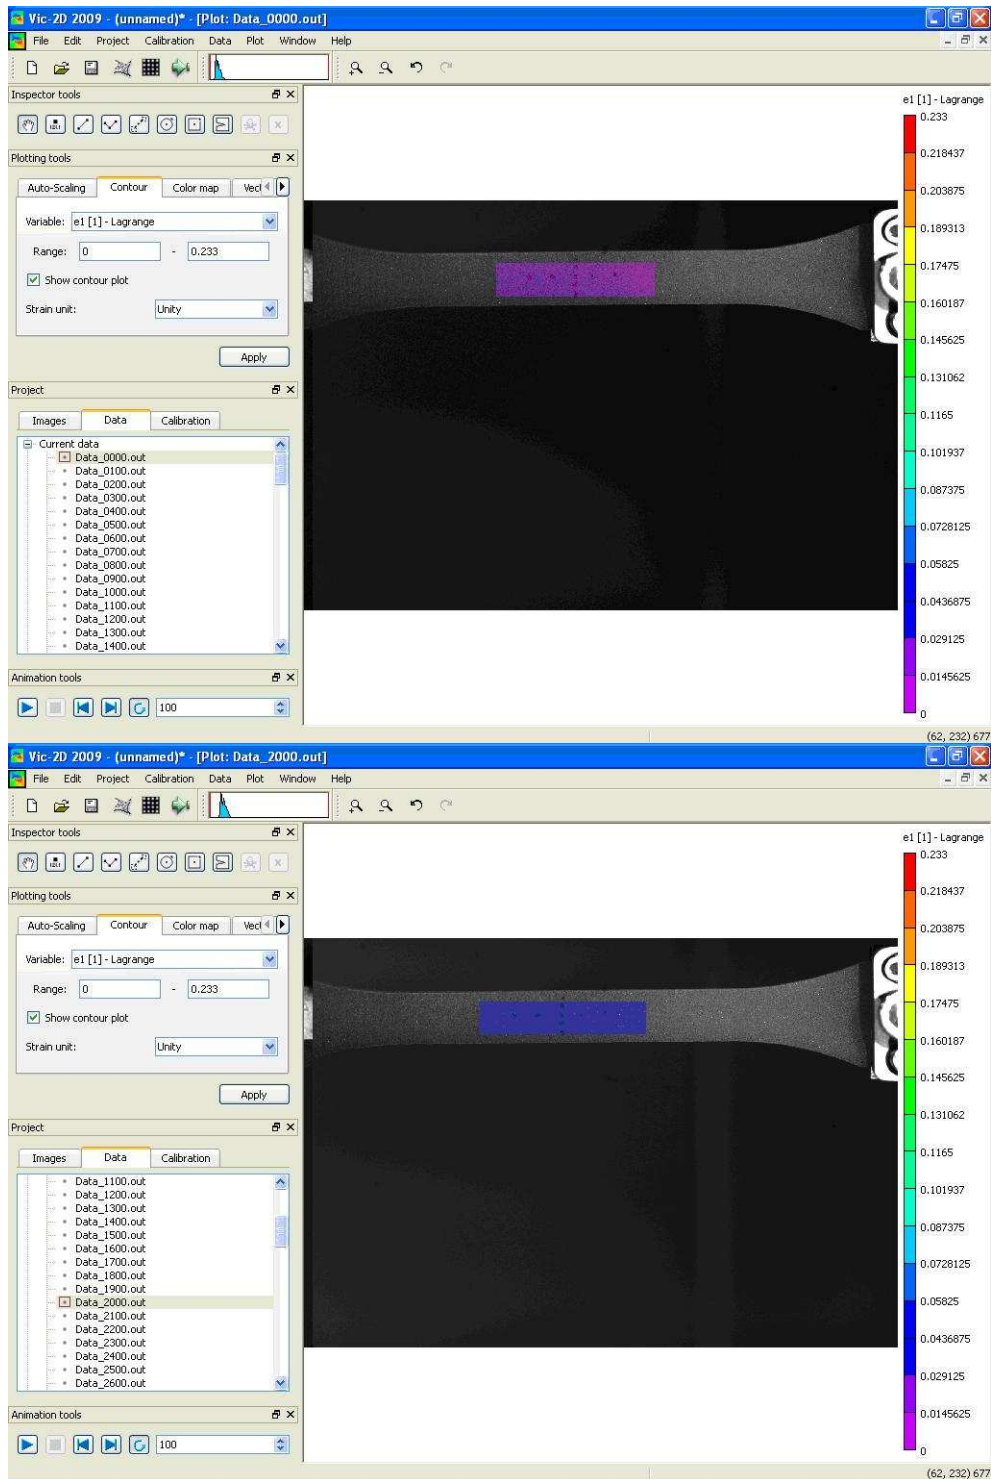 Vic-2D 2009 - (unnamed)* - [Plot: Data_0000.out]
File Edit Project Calibration Data Plot Window Help
Inspector tools
Plotting tools
Auto-Scaling Contour Color map Vect
Variable: e1 [1] - Lagrange
Range: 0 - 0.233
Show contour plot
Strain unit: Unity
Apply
Project
Images Data Calibration
Current data
Data_0000.out
Data_0100.out
Data_0200.out
Data_0300.out
Data_0400.out
Data_0500.out
Data_0600.out
Data_0700.out
Data_0800.out
Data_0900.out
Data_1000.out
Data_1100.out
Data_1200.out
Data_1300.out
Data_1400.out
Animation tools
100
e1 [1] - Lagrange
0.233
0.218437
0.203875
0.189313
0.17475
0.160187
0.145625
0.131062
0.1165
0.101937
0.087375
0.0728125
0.05825
0.0436875
0.029125
0.0145625
0
(62, 232) 677
Vic-2D 2009 - (unnamed)* - [Plot: Data_2000.out]
File Edit Project Calibration Data Plot Window Help
Inspector tools
Plotting tools
Auto-Scaling Contour Color map Vect
Variable: e1 [1] - Lagrange
Range: 0 - 0.233
Show contour plot
Strain unit: Unity
Apply
Project
Images Data Calibration
Data_1100.out
Data_1200.out
Data_1300.out
Data_1400.out
Data_1500.out
Data_1600.out
Data_1700.out
Data_1800.out
Data_1900.out
Data_2000.out
Data_2100.out
Data_2200.out
Data_2300.out
Data_2400.out
Data_2500.out
Data_2600.out
Animation tools
100
e1 [1] - Lagrange
0.233
0.218437
0.203875
0.189313
0.17475
0.160187
0.145625
0.131062
0.1165
0.101937
0.087375
0.0728125
0.05825
0.0436875
0.029125
0.0145625
0
(62, 232) 677